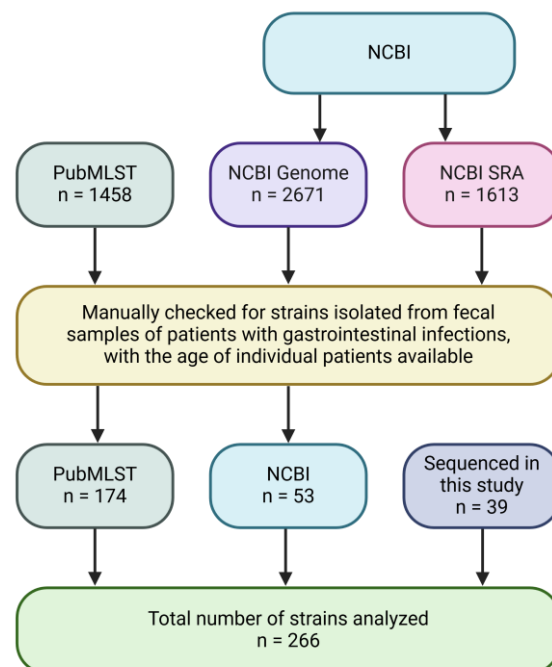 NCBI
PubMLST
n = 1458
NCBI Genome
n = 2671
NCBI SRA
n = 1613
Manually checked for strains isolated from fecal
samples of patients with gastrointestinal infections,
with the age of individual patients available
PubMLST
n = 174
NCBI
n = 53
Sequenced in
this study
n = 39
Total number of strains analyzed
n = 266